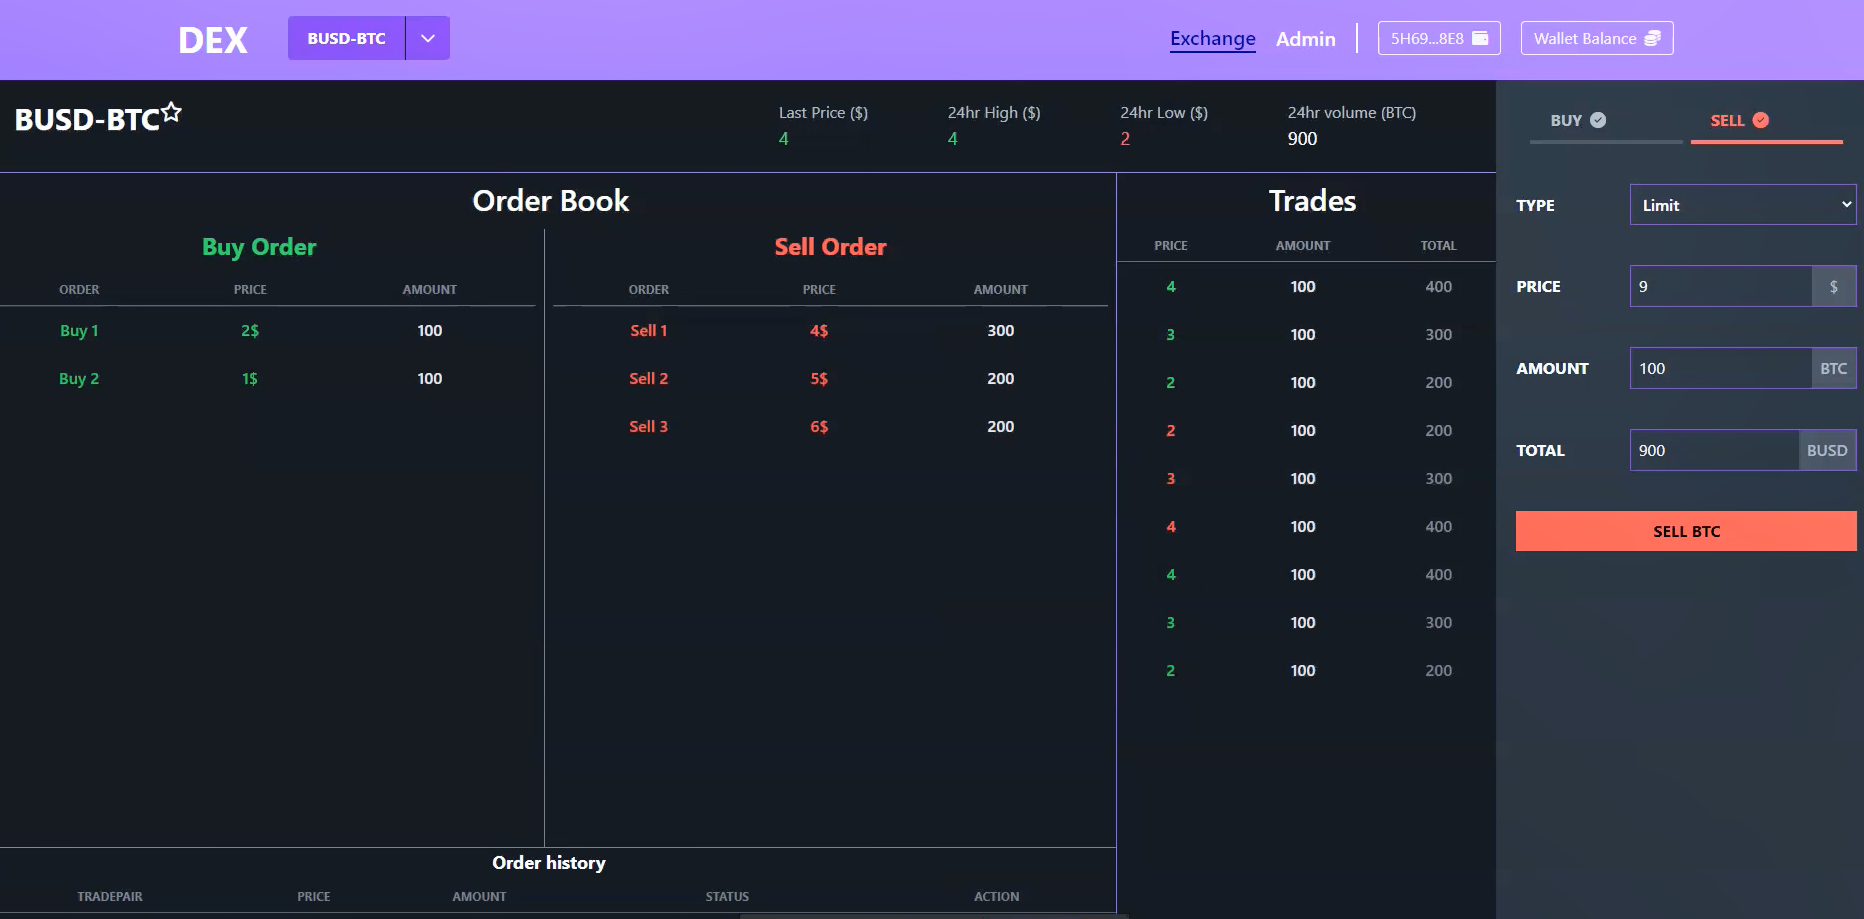 DEX BUSD-BTC Exchange Admin 5H69...8E8 Wallet Balance
BUSD-BTC
Last Price ($) 24hr High ($) 24hr Low ($) 24hr volume (BTC)
4 4 2 900
Order Book
Buy Order
ORDER PRICE AMOUNT
Buy 1 2$ 100
Buy 2 1$ 100
Sell Order
ORDER PRICE AMOUNT
Sell 1 4$ 300
Sell 2 5$ 200
Sell 3 6$ 200
Trades
PRICE AMOUNT TOTAL
4 100 400
3 100 300
2 100 200
2 100 200
3 100 300
4 100 400
4 100 400
3 100 300
2 100 200
BUY SELL
TYPE Limit
PRICE 9 $
AMOUNT 100 BTC
TOTAL 900 BUSD
SELL BTC
Order history
TRADEPAIR PRICE AMOUNT STATUS ACTION